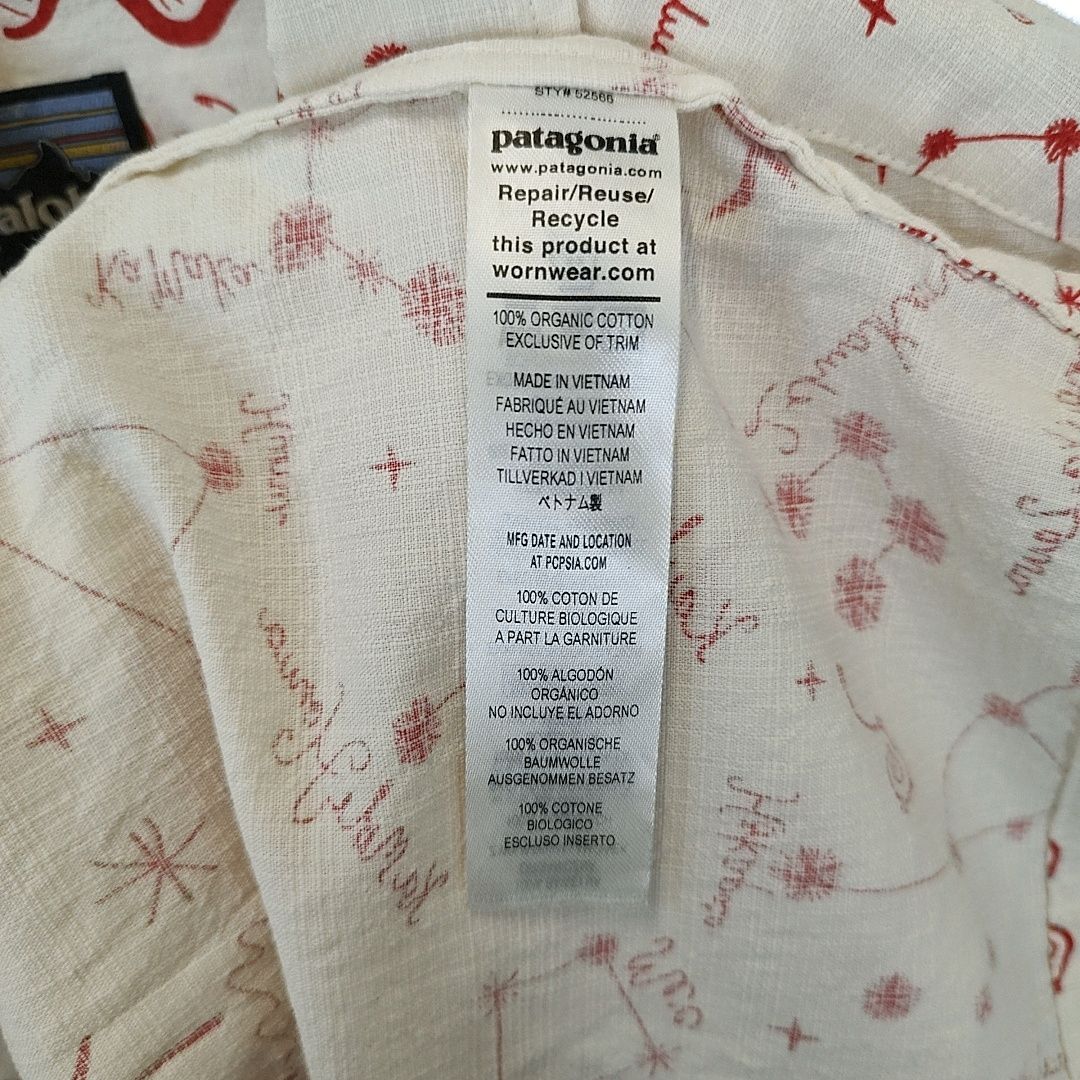 STY# 52566
patagonia®
www.patagonia.com
Repair/Reuse/
Recycle
this product at
wornwear.com
100% ORGANIC COTTON
EXCLUSIVE OF TRIM
MADE IN VIETNAM
FABRIQUÉ AU VIETNAM
HECHO EN VIETNAM
FATTO IN VIETNAM
TILLVERKAD I VIETNAM
ベトナム製
MFG DATE AND LOCATION
AT PCPSIA.COM
100% COTON DE
CULTURE BIOLOGIQUE
A PART LA GARNITURE
100% ALGODÓN
ORGÁNICO
NO INCLUYE EL ADORNO
100% ORGANISCHE
BAUMWOLLE
AUSGENOMMEN BESATZ
100% COTONE
BIOLOGICO
ESCLUSO INSERTO